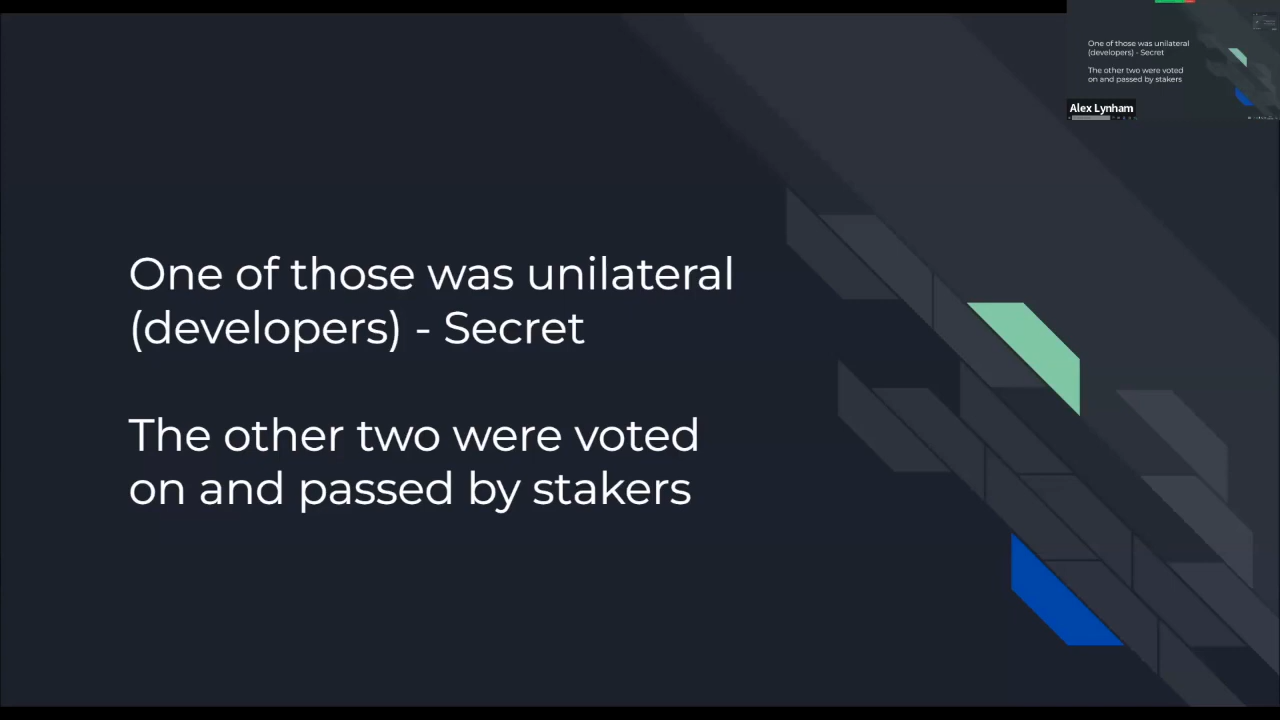 One of those was unilateral
(developers) - Secret
The other two were voted
on and passed by stakers
One of those was unilateral
(developers) - Secret
The other two were voted
on and passed by stakers
Alex Lynham